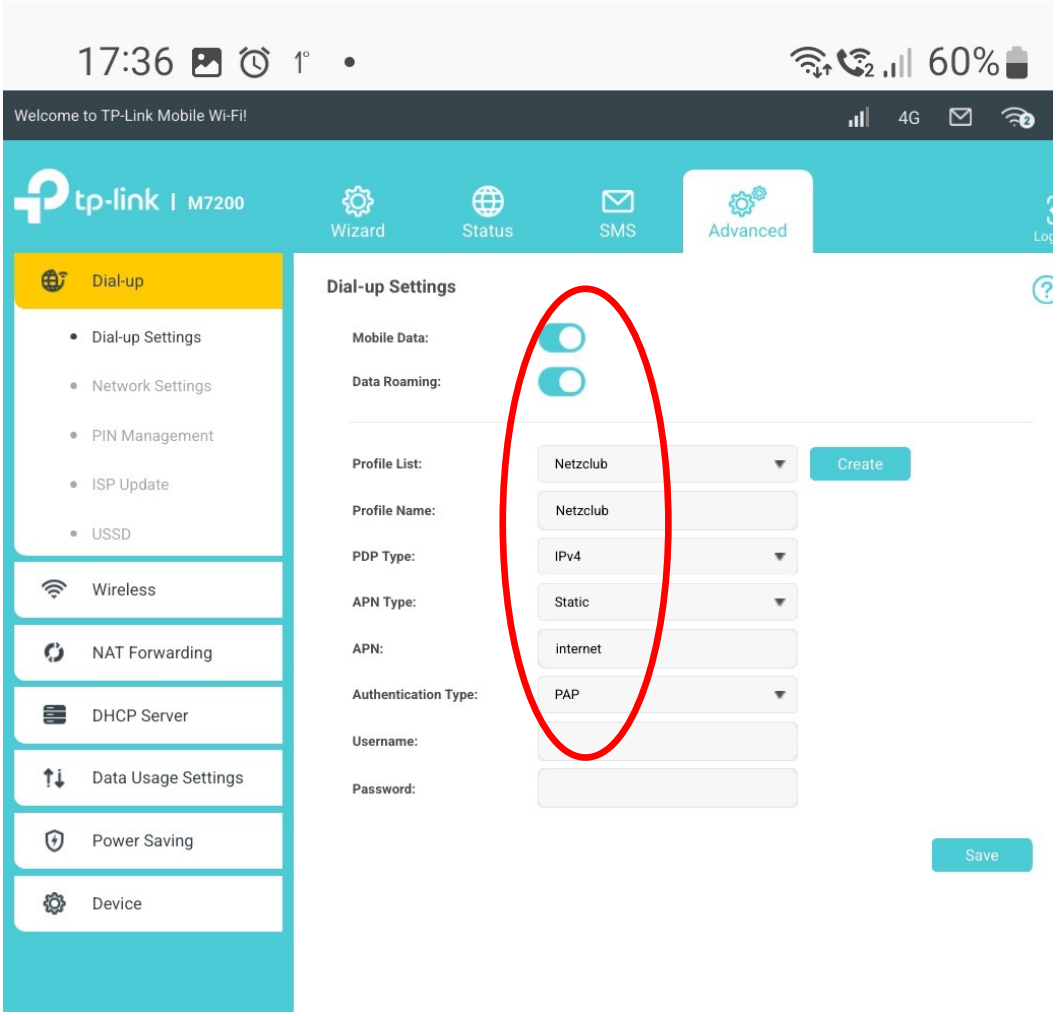 17:36 1° 2 60%
Welcome to TP-Link Mobile Wi-Fi! 4G 2
tp-link | M7200
Wizard
Status
SMS
Advanced
Dial-up
Dial-up Settings
Network Settings
PIN Management
ISP Update
USSD
Wireless
NAT Forwarding
DHCP Server
Data Usage Settings
Power Saving
Device
Dial-up Settings ?
Mobile Data:
Data Roaming:
Profile List: Netzclub Create
Profile Name: Netzclub
PDP Type: IPv4
APN Type: Static
APN: internet
Authentication Type: PAP
Username:
Password:
Save